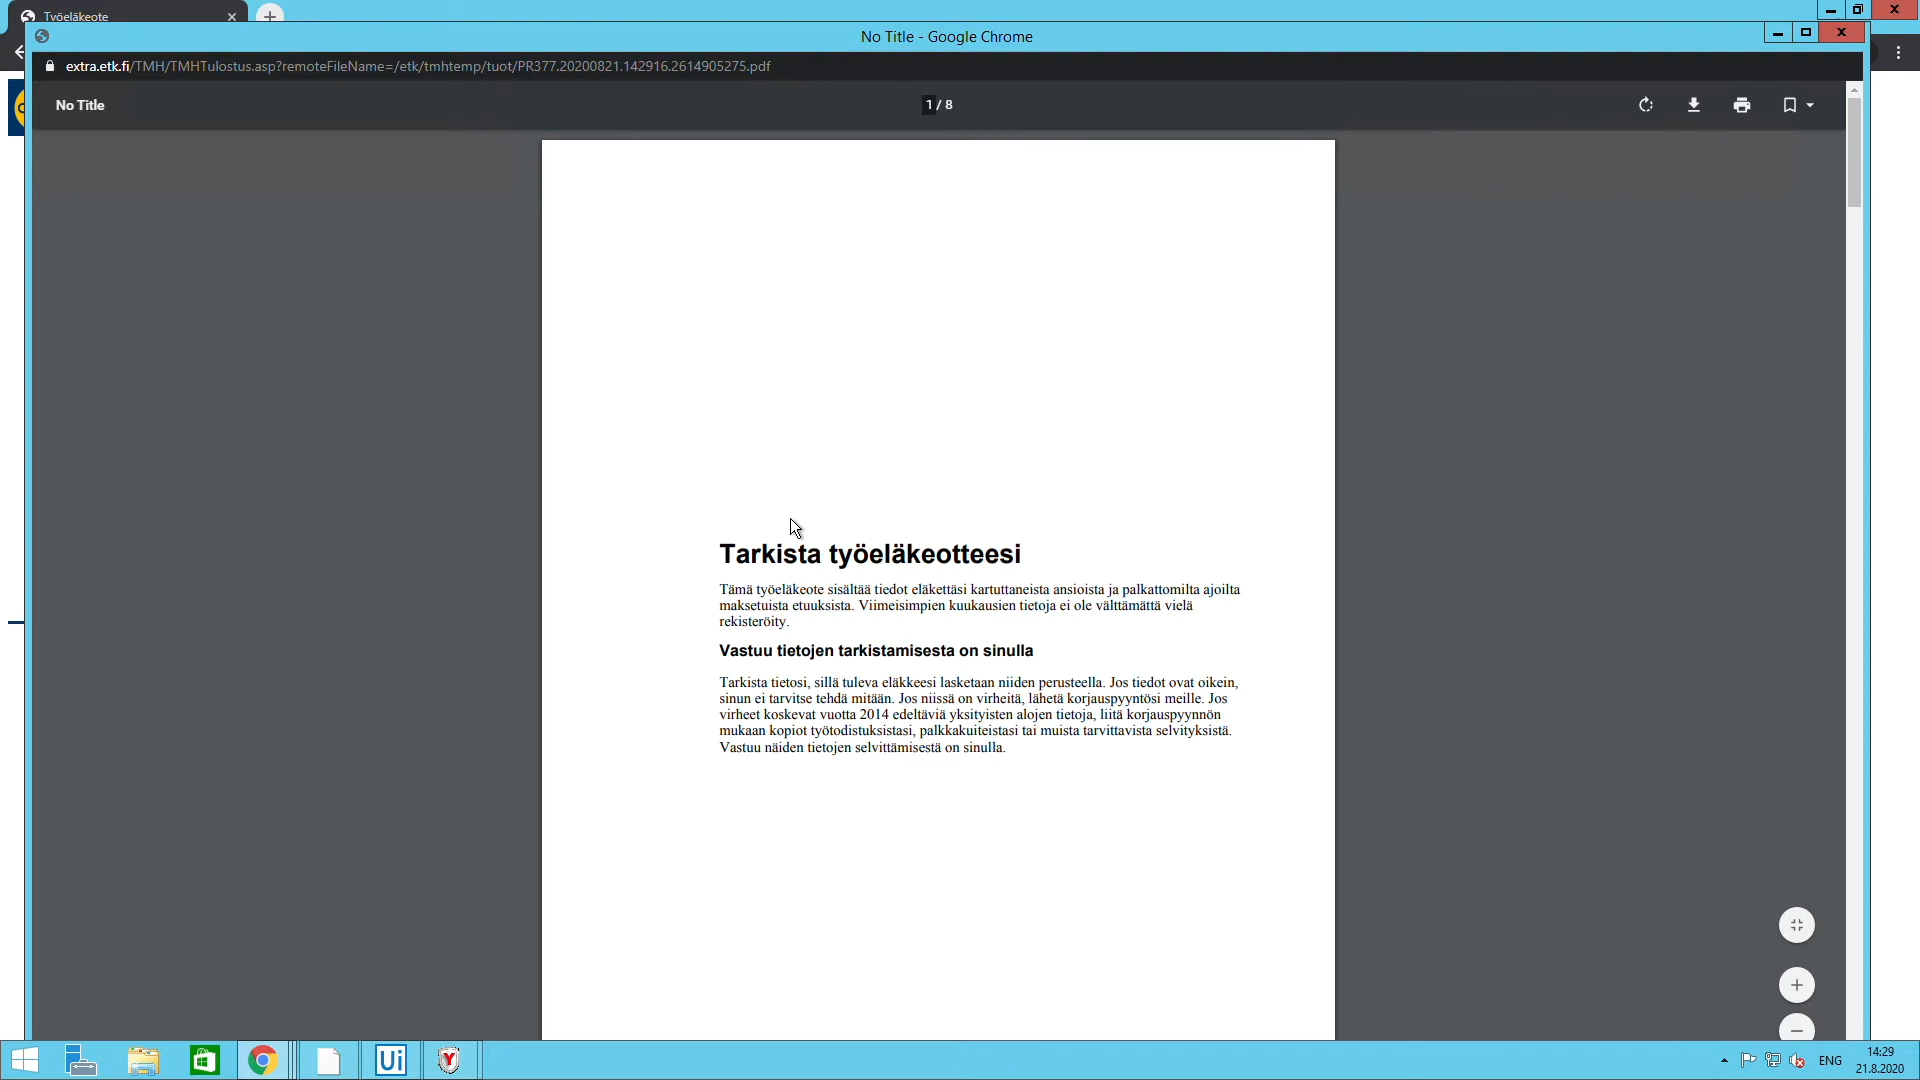 Työeläkeote
No Title - Google Chrome
extra.etk.fi/TMH/TMHTulostus.asp?remoteFileName=/etk/tmhtemp/tuot/PR377.20200821.142916.2614905275.pdf
No Title
1 / 8
Tarkista työeläkeotteesi
Tämä työeläkeote sisältää tiedot eläkettäsi kartuttaneista ansioista ja palkattomilta ajoilta
maksetuista etuuksista. Viimeisimpien kuukausien tietoja ei ole välttämättä vielä
rekisteröity.
Vastuu tietojen tarkistamisesta on sinulla
Tarkista tietosi, sillä tuleva eläkkeesi lasketaan niiden perusteella. Jos tiedot ovat oikein,
sinun ei tarvitse tehdä mitään. Jos niissä on virheitä, lähetä korjauspyyntösi meille. Jos
virheet koskevat vuotta 2014 edeltäviä yksityisten alojen tietoja, liitä korjauspyynnön
mukaan kopiot työtodistuksistasi, palkkakuiteistasi tai muista tarvittavista selvityksistä.
Vastuu näiden tietojen selvittämisestä on sinulla.
Ui
Y
ENG
14:29
21.8.2020